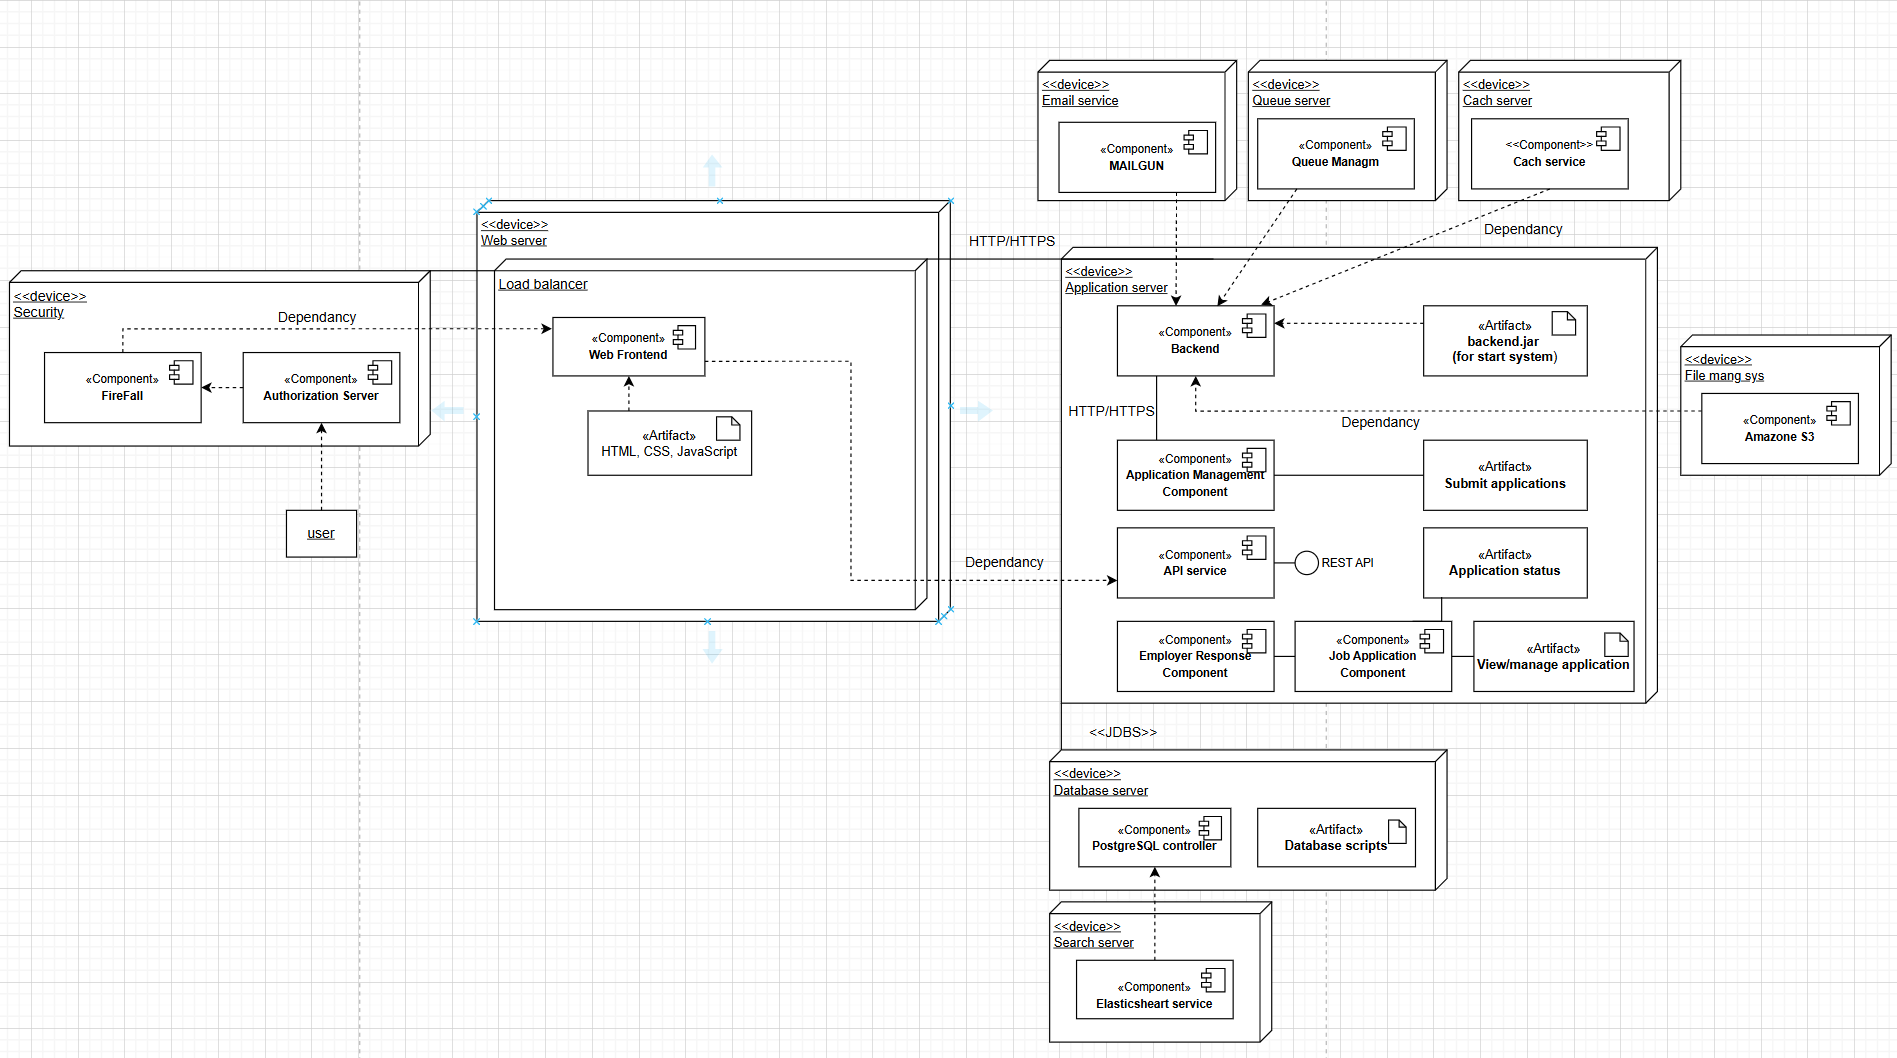 <<device>>
Email service
«Component»
MAILGUN
<<device>>
Queue server
«Component»
Queue Managm
<<device>>
Cach server
<<Component>>
Cach service
Dependancy
<<device>>
Security
Dependancy
«Component»
FireFall
«Component»
Authorization Server
user
<<device>>
Web server
Load balancer
«Component»
Web Frontend
«Artifact»
HTML, CSS, JavaScript
HTTP/HTTPS
Dependancy
<<device>>
Application server
«Component»
Backend
«Artifact»
backend.jar
(for start system)
HTTP/HTTPS
Dependancy
«Component»
Application Management
Component
«Artifact»
Submit applications
«Component»
API service
REST API
«Artifact»
Application status
«Component»
Employer Response
Component
«Component»
Job Application
Component
«Artifact»
View/manage application
<<device>>
File mang sys
«Component»
Amazone S3
<<JDBS>>
<<device>>
Database server
«Component»
PostgreSQL controller
«Artifact»
Database scripts
<<device>>
Search server
«Component»
Elasticsheart service